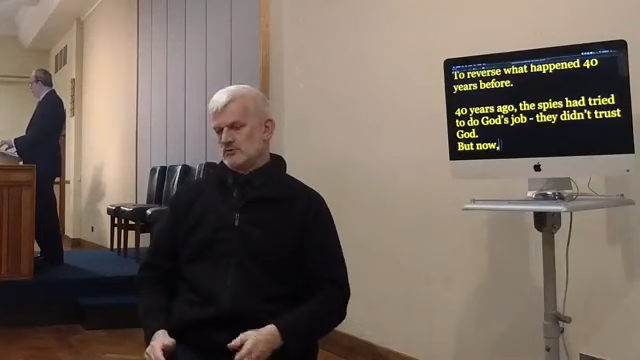 To reverse what happened 40
years before.
40 years ago, the spies had tried
to do God's job - they didn't trust
God.
But now,